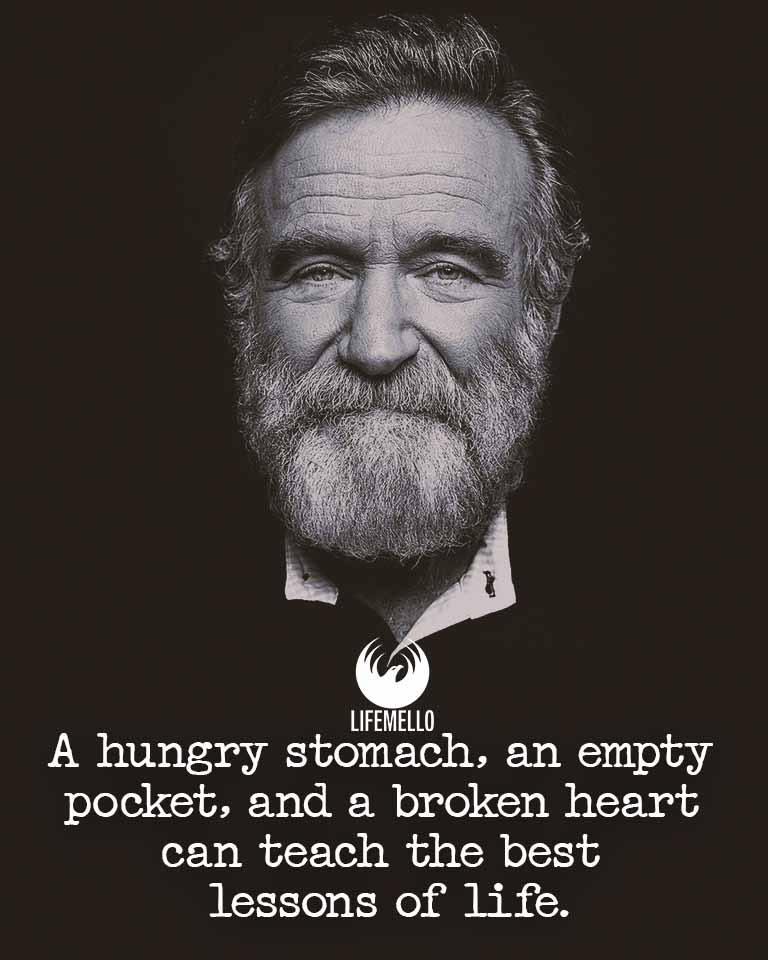 LIFEMELLO
A hungry stomach, an empty
pocket, and a broken heart
can teach the best
lessons of life.